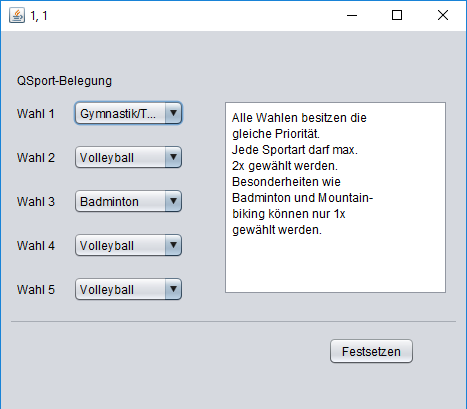 1, 1
QSport-Belegung
Wahl 1 Gymnastik/T...
Wahl 2 Volleyball
Wahl 3 Badminton
Wahl 4 Volleyball
Wahl 5 Volleyball
Alle Wahlen besitzen die
gleiche Priorität.
Jede Sportart darf max.
2x gewählt werden.
Besonderheiten wie
Badminton und Mountain-
biking können nur 1x
gewählt werden.
Festsetzen